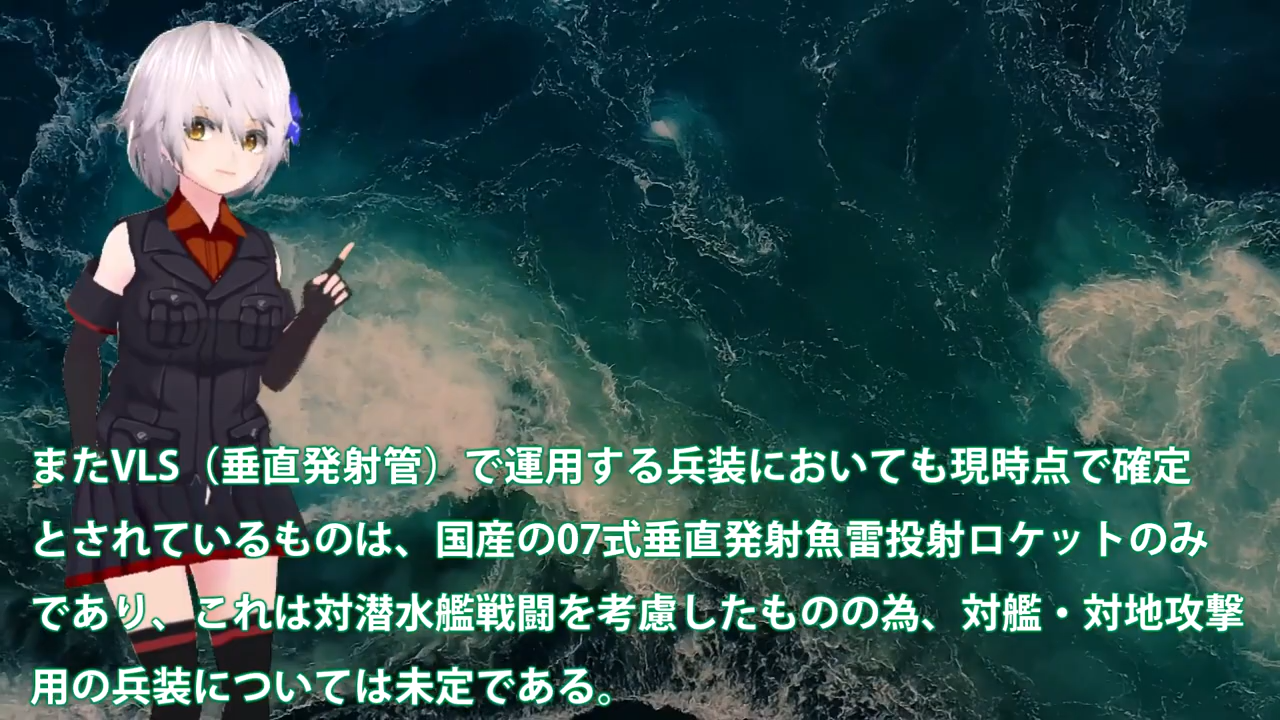 またVLS（垂直発射管）で運用する兵装においても現時点で確定
とされているものは、国産の07式垂直発射魚雷投射ロケットのみ
であり、これは対潜水艦戦闘を考慮したものの為、対艦・対地攻撃
用の兵装については未定である。